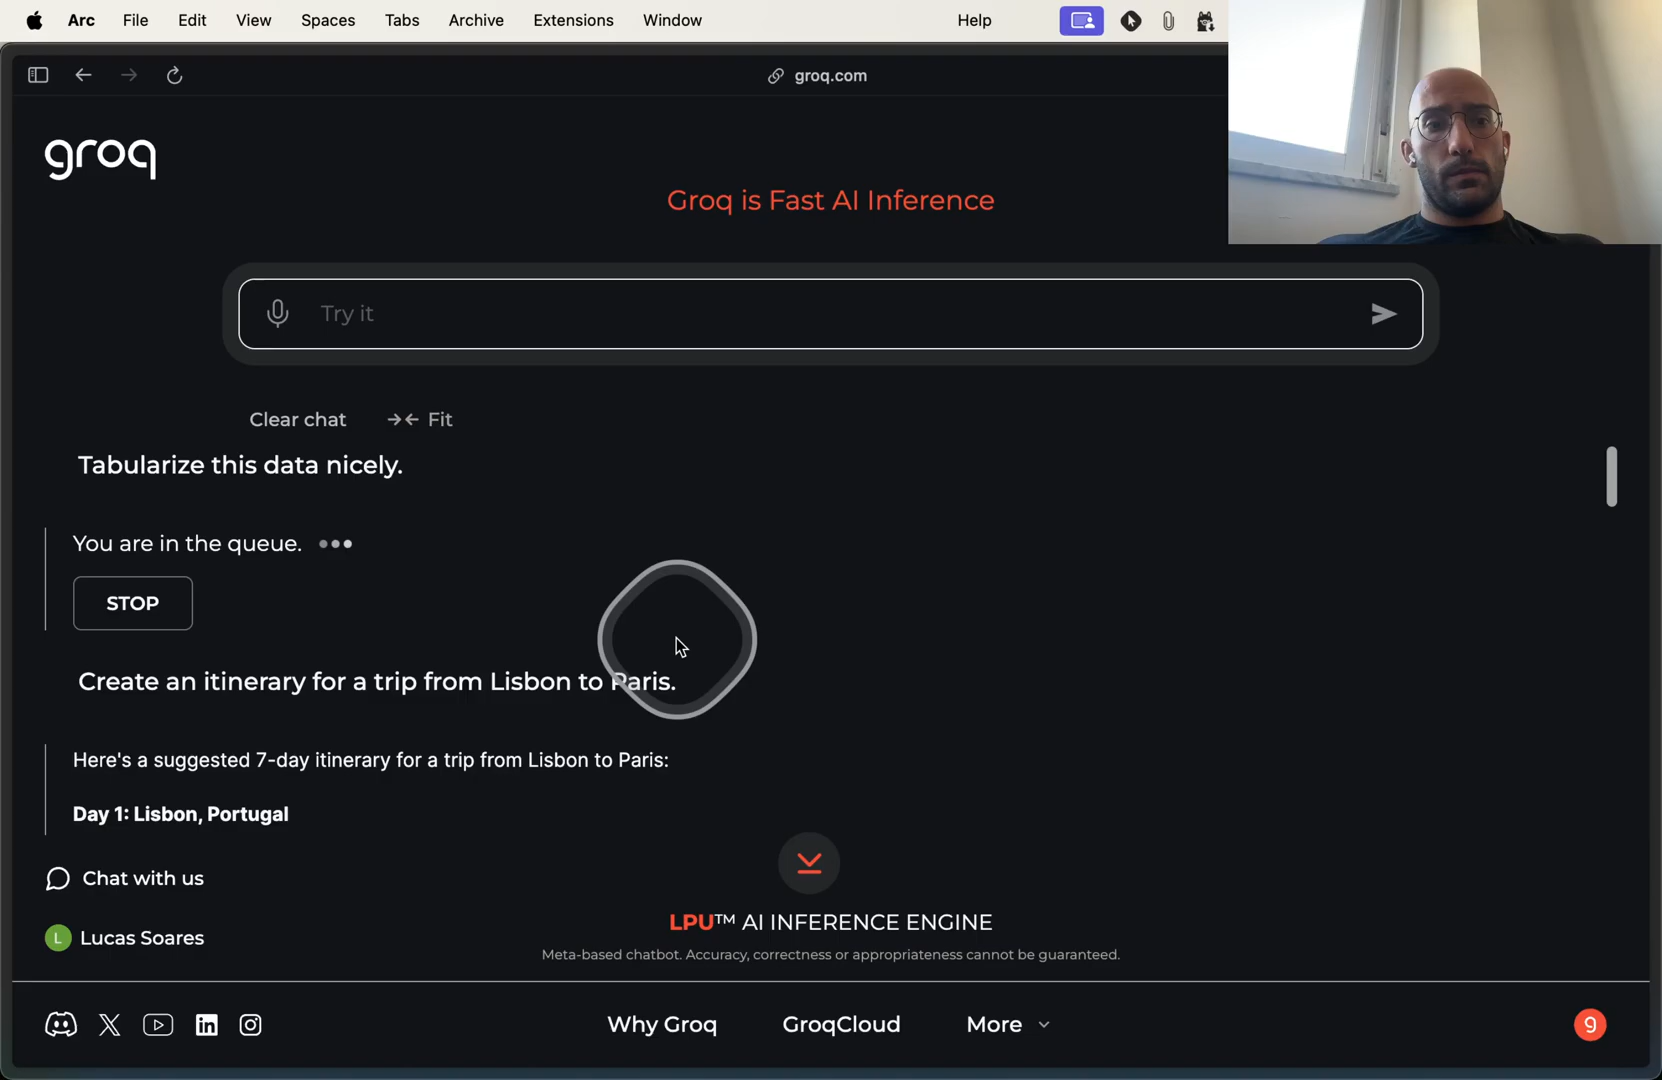 Arc File Edit View Spaces Tabs Archive Extensions Window Help
groq.com
groq
Groq is Fast AI Inference
Try it
Clear chat Fit
Tabularize this data nicely.
You are in the queue.
STOP
Create an itinerary for a trip from Lisbon to Paris.
Here's a suggested 7-day itinerary for a trip from Lisbon to Paris:
Day 1: Lisbon, Portugal
Chat with us
LPU™ AI INFERENCE ENGINE
L Lucas Soares
Meta-based chatbot. Accuracy, correctness or appropriateness cannot be guaranteed.
Why Groq GroqCloud More 9